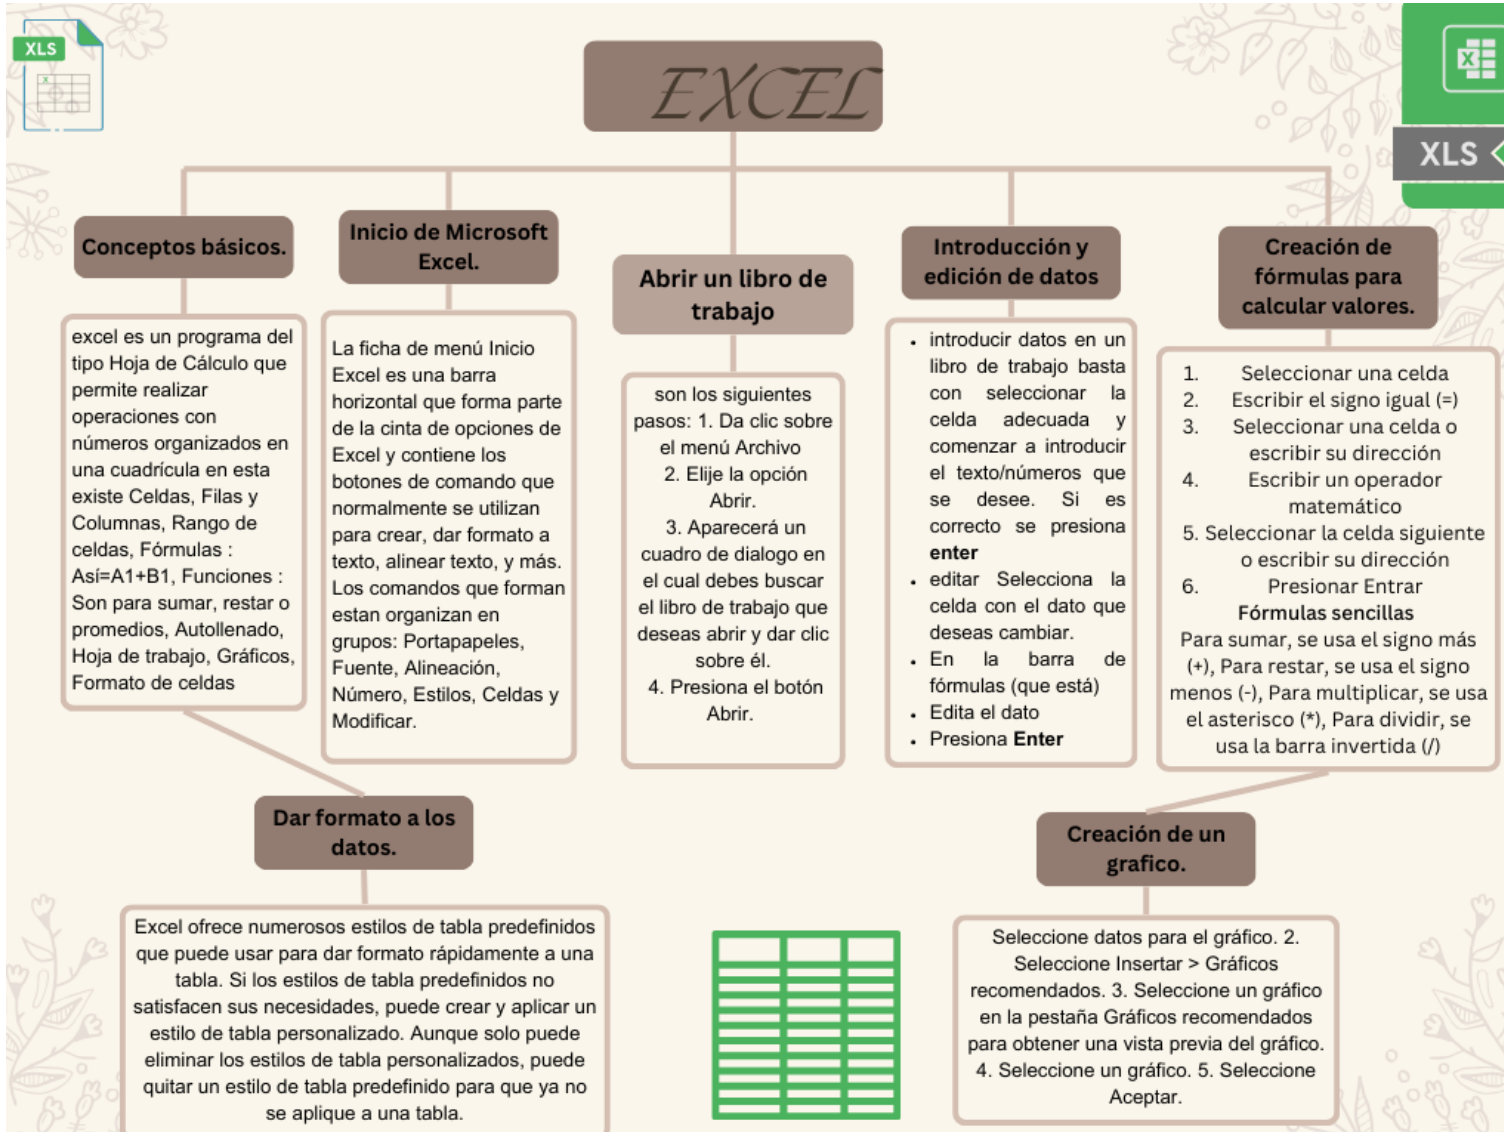 XLS
EXCEL
XLS
Conceptos básicos.
excel es un programa del
tipo Hoja de Cálculo que
permite realizar
operaciones con
números organizados en
una cuadrícula en esta
existe Celdas, Filas y
Columnas, Rango de
celdas, Fórmulas :
Así=A1+B1, Funciones :
Son para sumar, restar o
promedios, Autollenado,
Hoja de trabajo, Gráficos,
Formato de celdas
Inicio de Microsoft
Excel.
La ficha de menú Inicio
Excel es una barra
horizontal que forma parte
de la cinta de opciones de
Excel y contiene los
botones de comando que
normalmente se utilizan
para crear, dar formato a
texto, alinear texto, y más.
Los comandos que forman
estan organizan en
grupos: Portapapeles,
Fuente, Alineación,
Número, Estilos, Celdas y
Modificar.
Abrir un libro de
trabajo
son los siguientes
pasos: 1. Da clic sobre
el menú Archivo
2. Elije la opción
Abrir.
3. Aparecerá un
cuadro de dialogo en
el cual debes buscar
el libro de trabajo que
deseas abrir y dar clic
sobre él.
4. Presiona el botón
Abrir.
Introducción y
edición de datos
• introducir datos en un
libro de trabajo basta
con seleccionar la
celda adecuada y
comenzar a introducir
el texto/números que
se desee. Si es
correcto se presiona
enter
• editar Selecciona la
celda con el dato que
deseas cambiar.
• En la barra de
fórmulas (que está)
• Edita el dato
• Presiona Enter
Creación de
fórmulas para
calcular valores.
1. Seleccionar una celda
2. Escribir el signo igual (=)
3. Seleccionar una celda o
escribir su dirección
4. Escribir un operador
matemático
5. Seleccionar la celda siguiente
o escribir su dirección
6. Presionar Entrar
Fórmulas sencillas
Para sumar, se usa el signo más
(+), Para restar, se usa el signo
menos (-), Para multiplicar, se usa
el asterisco (*), Para dividir, se
usa la barra invertida (/)
Dar formato a los
datos.
Excel ofrece numerosos estilos de tabla predefinidos
que puede usar para dar formato rápidamente a una
tabla. Si los estilos de tabla predefinidos no
satisfacen sus necesidades, puede crear y aplicar un
estilo de tabla personalizado. Aunque solo puede
eliminar los estilos de tabla personalizados, puede
quitar un estilo de tabla predefinido para que ya no
se aplique a una tabla.
Creación de un
grafico.
Seleccione datos para el gráfico. 2.
Seleccione Insertar > Gráficos
recomendados. 3. Seleccione un gráfico
en la pestaña Gráficos recomendados
para obtener una vista previa del gráfico.
4. Seleccione un gráfico. 5. Seleccione
Aceptar.